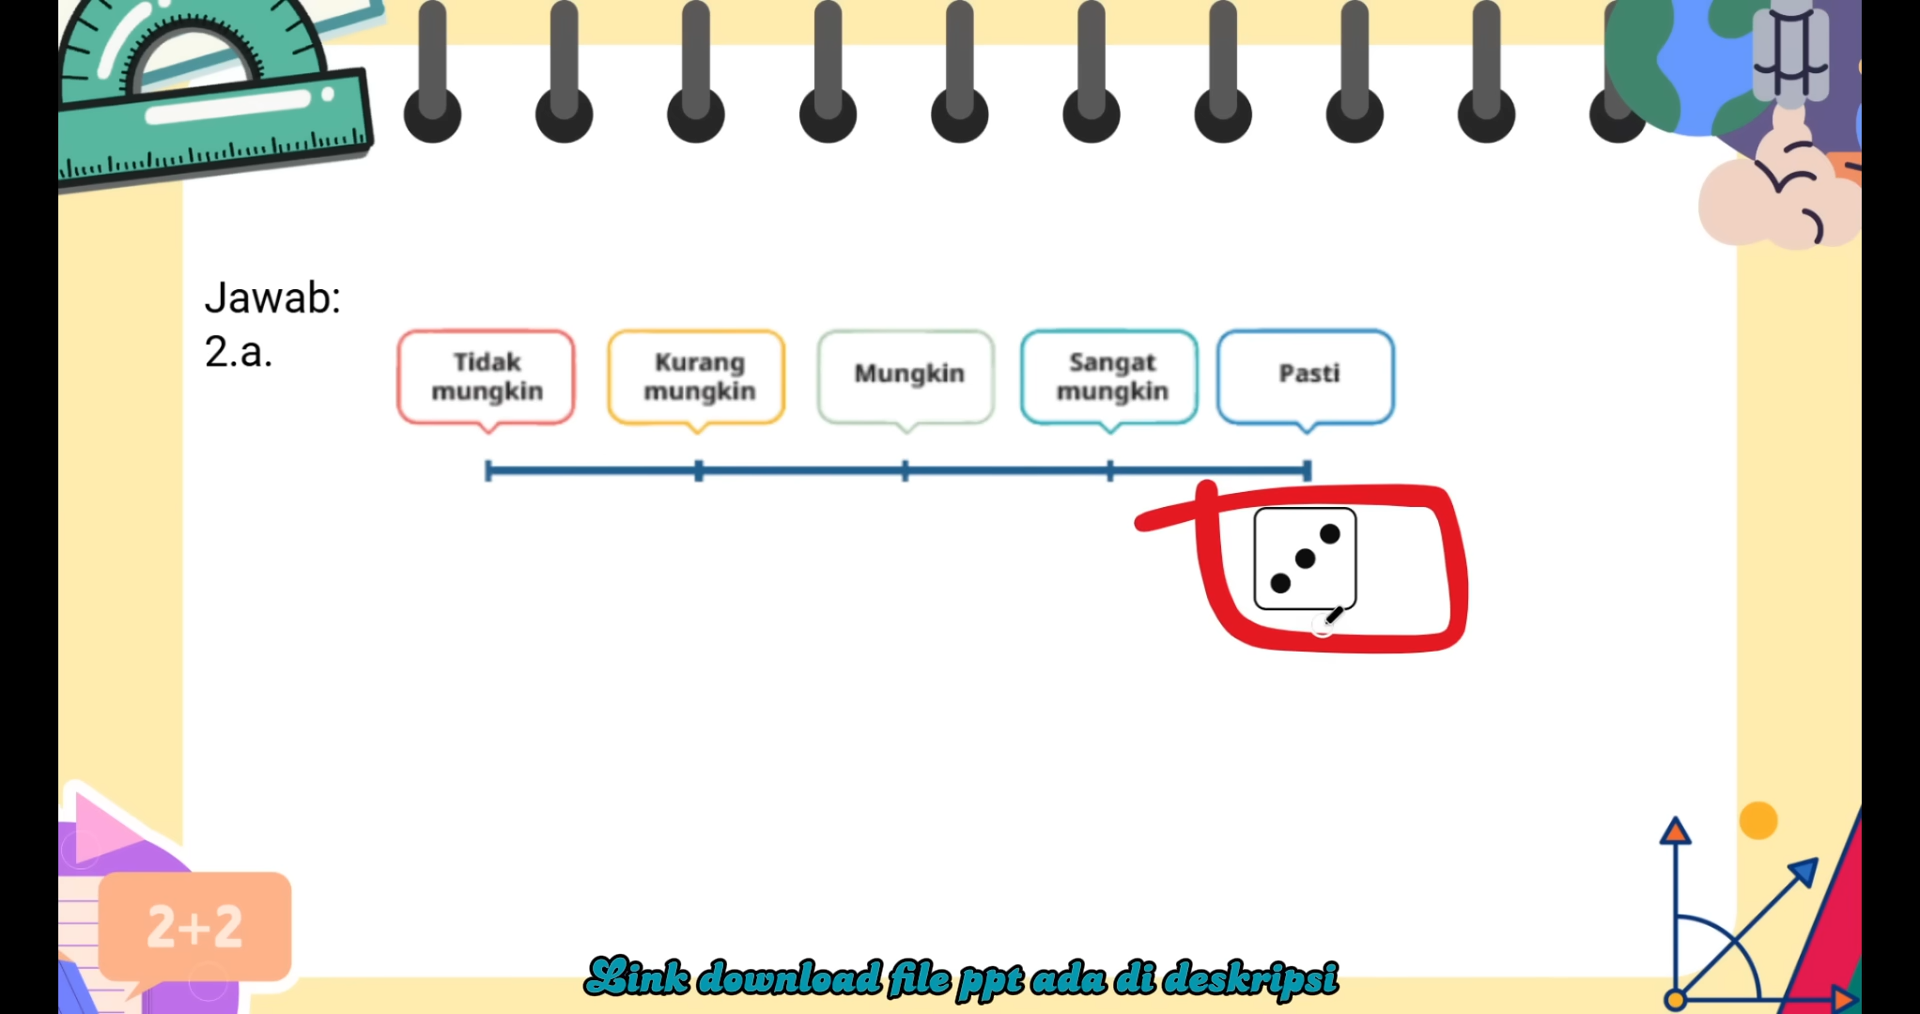 Jawab:
2.a.
Tidak
mungkin
Kurang
mungkin
Mungkin
Sangat
mungkin
Pasti
2+2
Link download file ppt ada di deskripsi